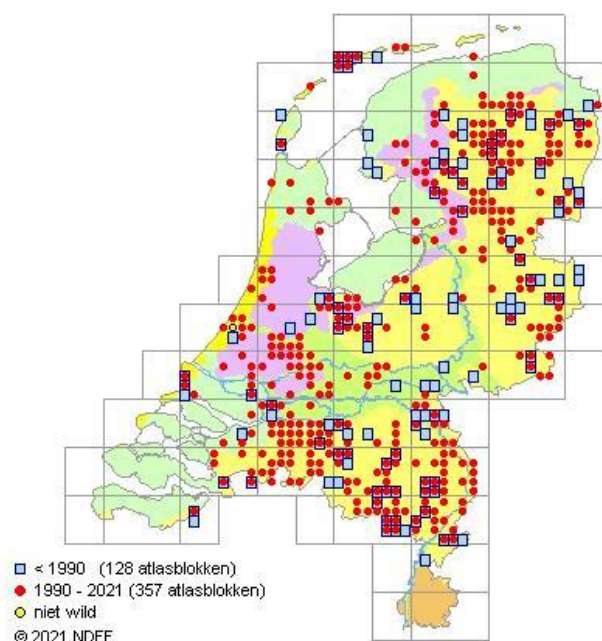 < 1990 (128 atlasblokken)
1990 - 2021 (357 atlasblokken)
niet wild
© 2021 NDFF